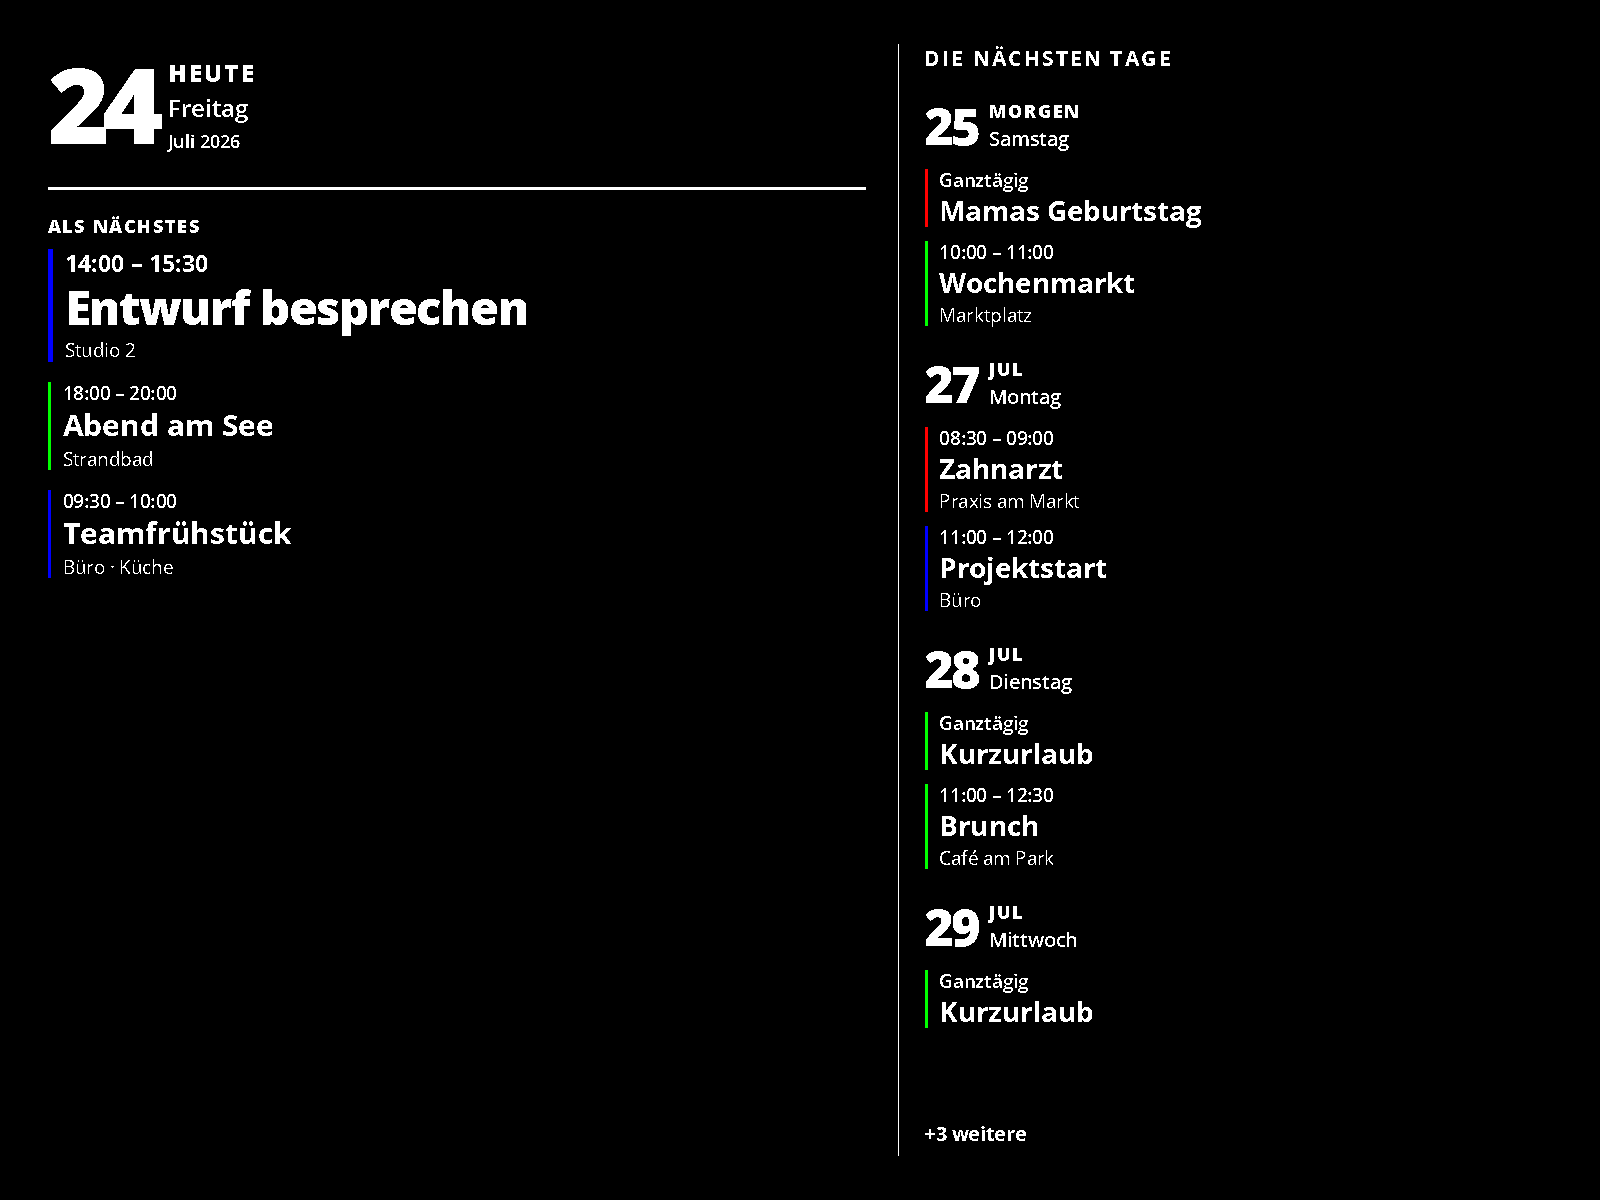 24
HEUTE
Freitag
Juli 2026
ALS NÄCHSTES
14:00 – 15:30
Entwurf besprechen
Studio 2
18:00 – 20:00
Abend am See
Strandbad
09:30 – 10:00
Teamfrühstück
Büro · Küche
DIE NÄCHSTEN TAGE
25
MORGEN
Samstag
Ganztägig
Mamas Geburtstag
10:00 – 11:00
Wochenmarkt
Marktplatz
27
JUL
Montag
08:30 – 09:00
Zahnarzt
Praxis am Markt
11:00 – 12:00
Projektstart
Büro
28
JUL
Dienstag
Ganztägig
Kurzurlaub
11:00 – 12:30
Brunch
Café am Park
29
JUL
Mittwoch
Ganztägig
Kurzurlaub
+3 weitere